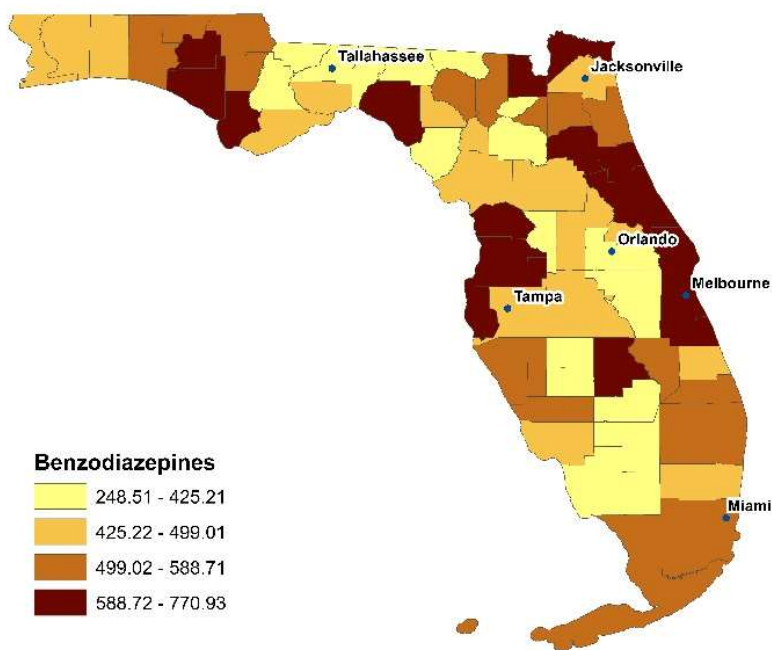 Tallahassee
Jacksonville
Orlando
Melbourne
Tampa
Miami
Benzodiazepines
248.51 - 425.21
425.22 - 499.01
499.02 - 588.71
588.72 - 770.93